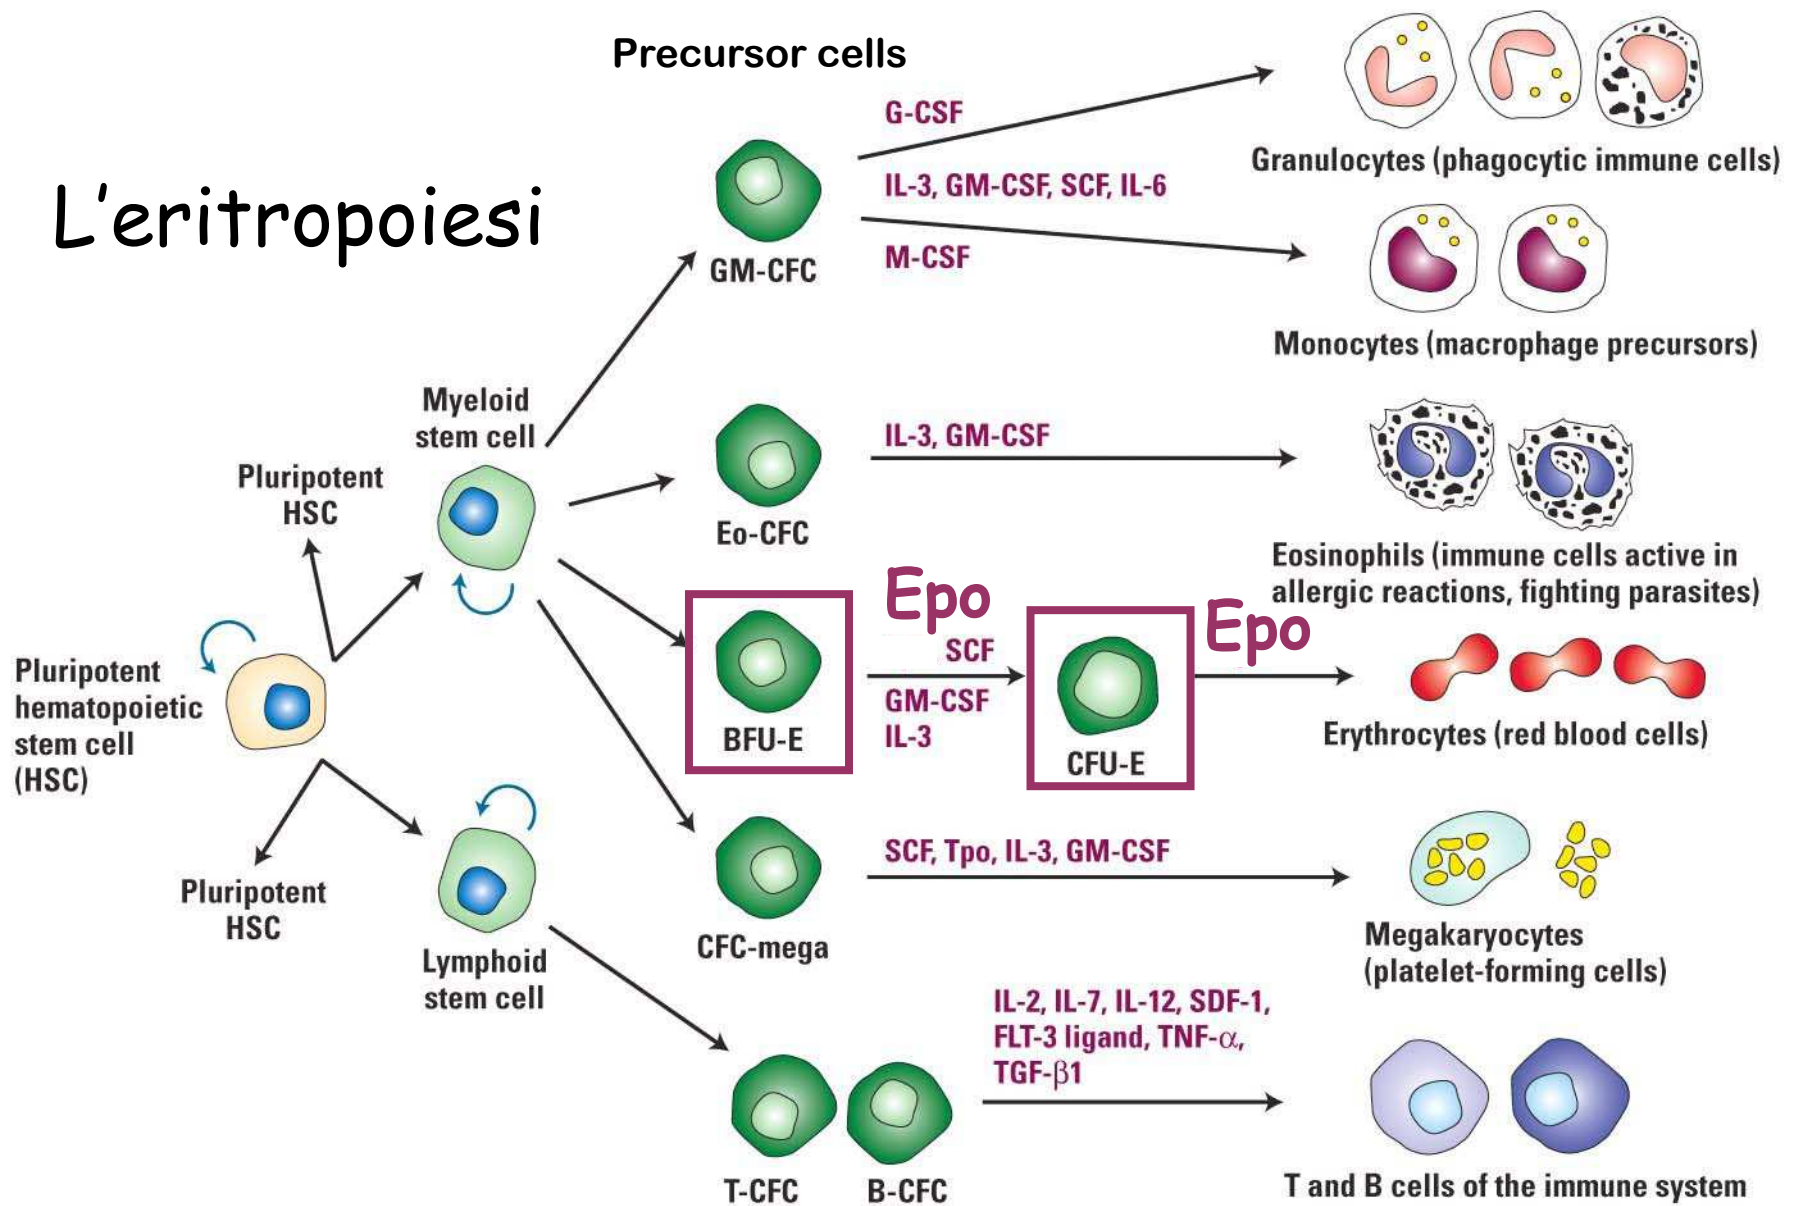 Precursor cells
L'eritropoiesi
G-CSF
IL-3, GM-CSF, SCF, IL-6
M-CSF
GM-CFC
Granulocytes (phagocytic immune cells)
Monocytes (macrophage precursors)
Myeloid
stem cell
Pluripotent
HSC
IL-3, GM-CSF
Eo-CFC
Eosinophils (immune cells active in
allergic reactions, fighting parasites)
Epo
SCF
GM-CSF
IL-3
BFU-E
CFU-E
Epo
Erythrocytes (red blood cells)
Pluripotent
hematopoietic
stem cell
(HSC)
Pluripotent
HSC
SCF, Tpo, IL-3, GM-CSF
CFC-mega
Megakaryocytes
(platelet-forming cells)
Lymphoid
stem cell
IL-2, IL-7, IL-12, SDF-1,
FLT-3 ligand, TNF-α,
TGF-β1
T-CFC
B-CFC
T and B cells of the immune system